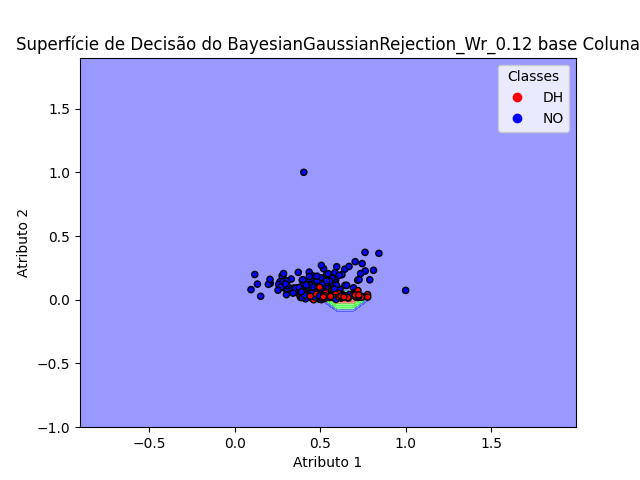 Superfície de Decisão do BayesianGaussianRejection_Wr_0.12 base Coluna
Classes
DH
NO
Atributo 2
1.5
1.0
0.5
0.0
−0.5
−1.0
−0.5
0.0
0.5
1.0
1.5
Atributo 1